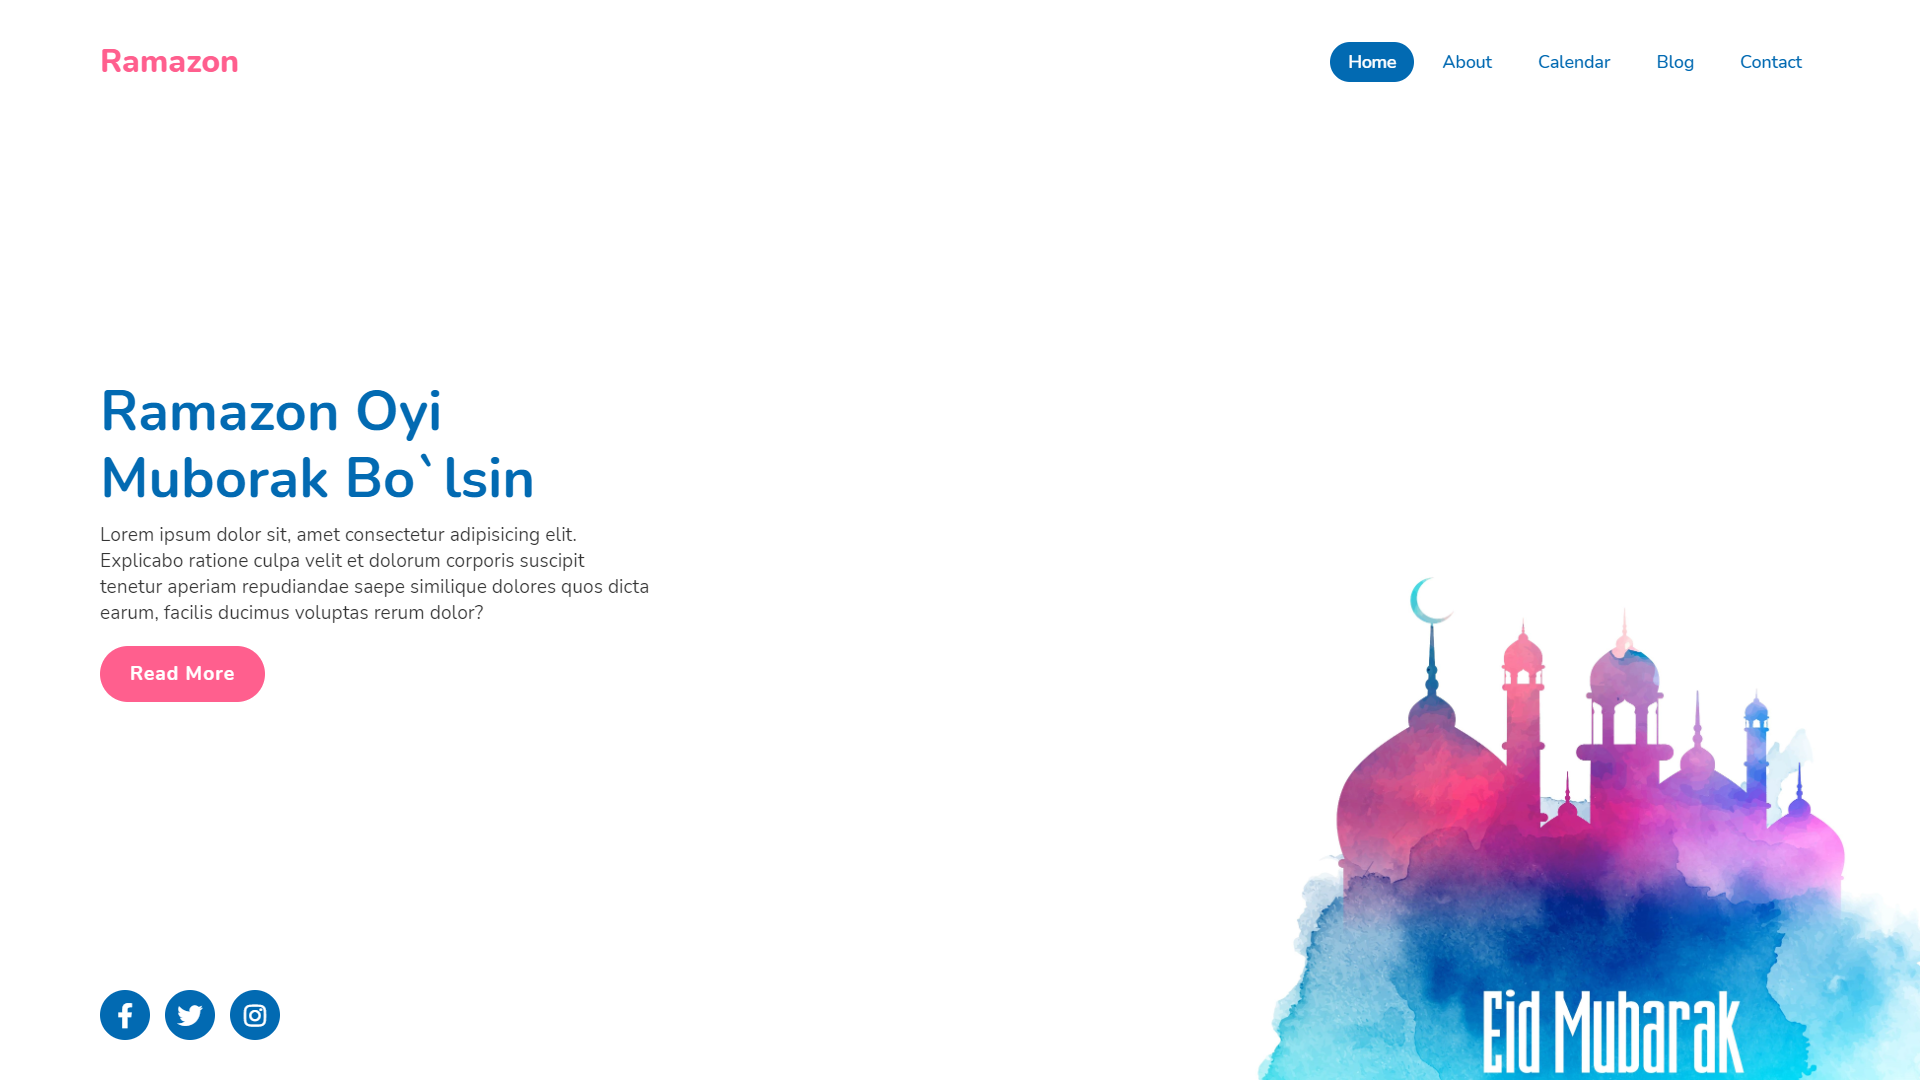 Ramazon
Home About Calendar Blog Contact
Ramazon Oyi
Muborak Bo`lsin
Lorem ipsum dolor sit, amet consectetur adipisicing elit.
Explicabo ratione culpa velit et dolorum corporis suscipit
tenetur aperiam repudiandae saepe similique dolores quos dicta
earum, facilis ducimus voluptas rerum dolor?
Read More
Eid Mubarak